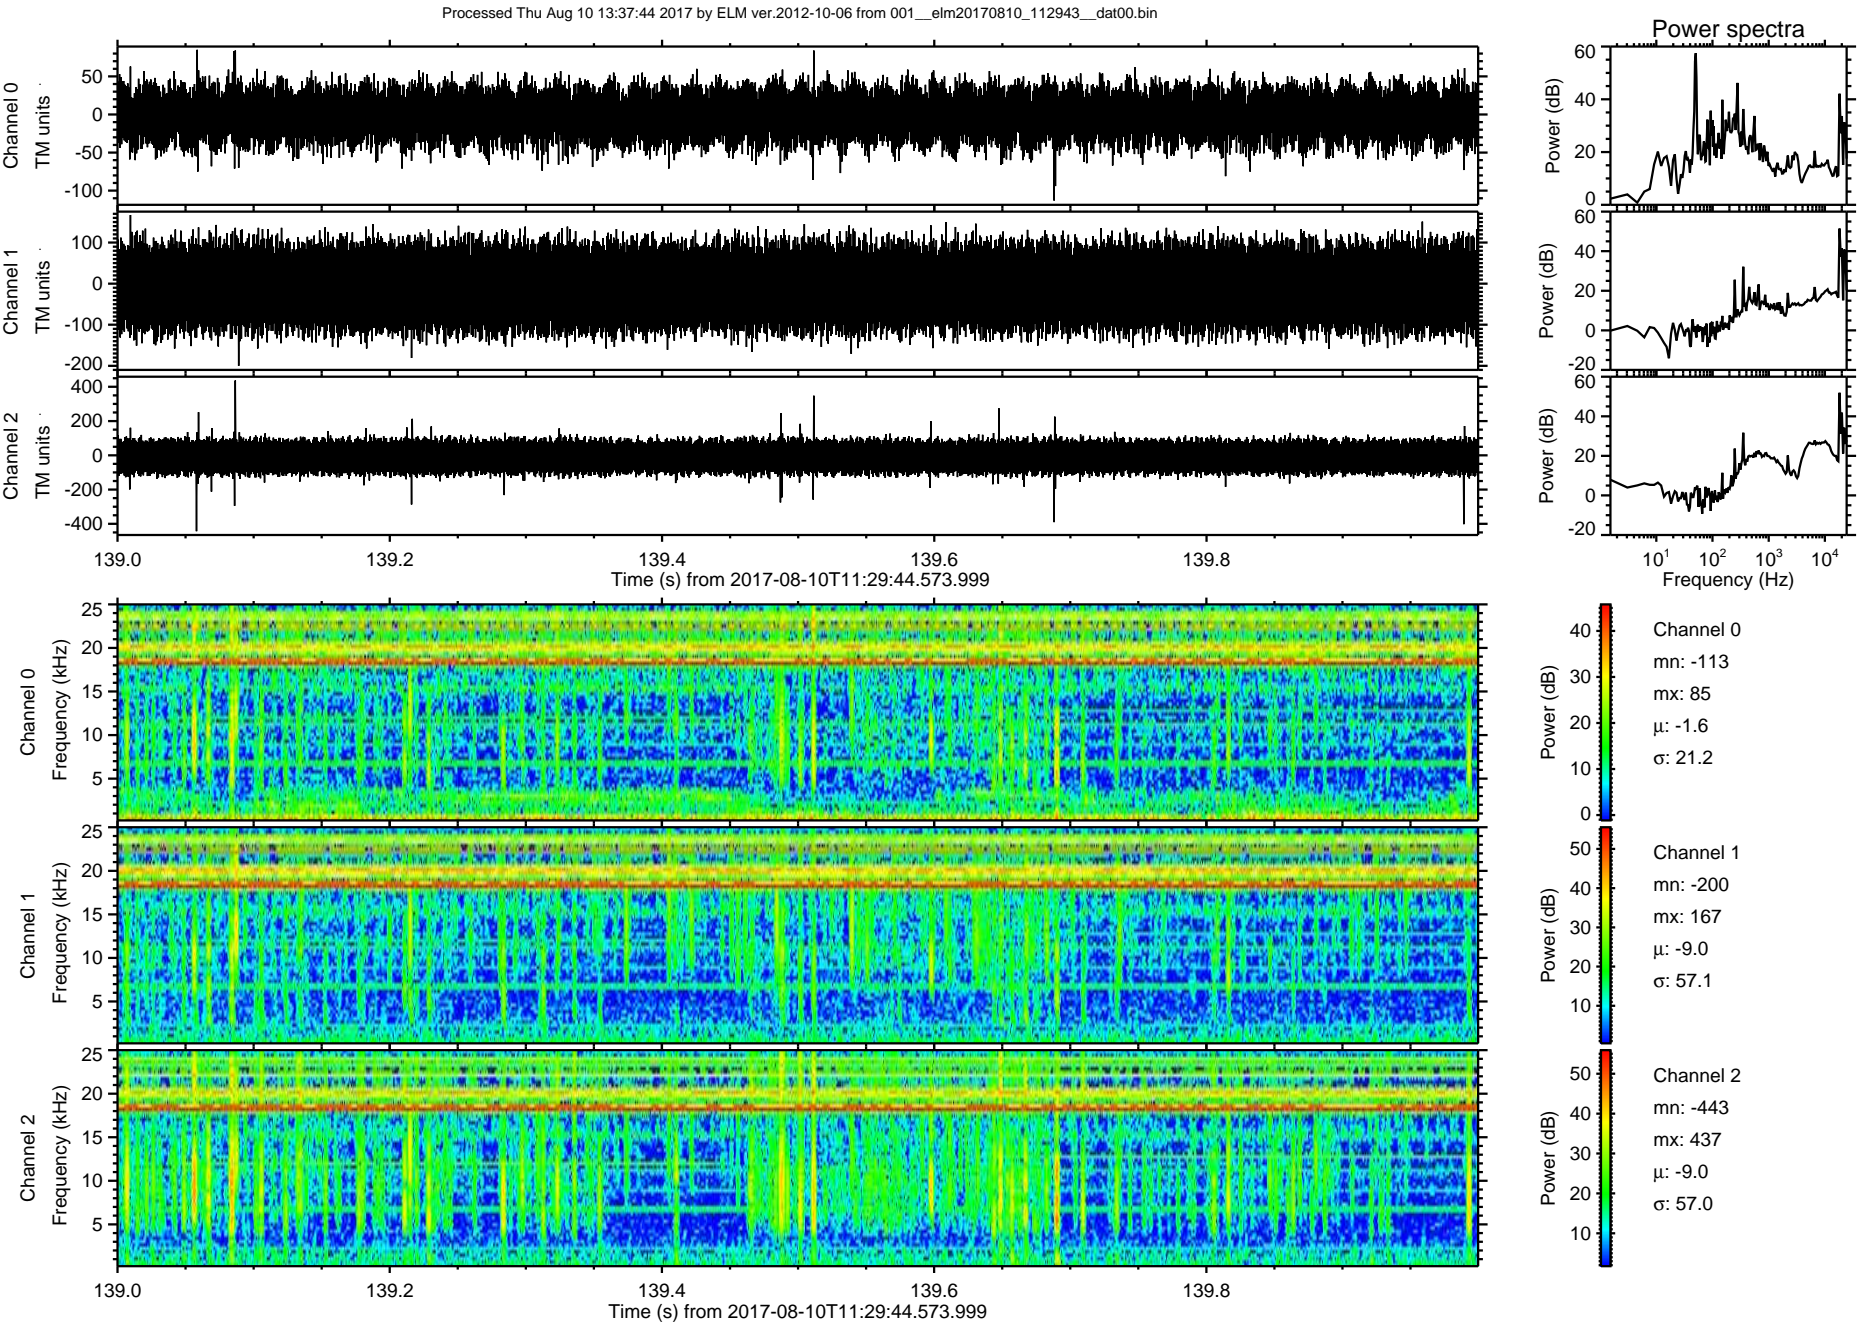 Processed Thu Aug 10 13:37:44 2017 by ELM ver.2012-10-06 from 001__elm20170810_112943__dat00.bin
Power spectra
Channel 0
TM units
50
0
-50
-100
Power (dB)
60
40
20
0
Channel 1
TM units
100
0
-100
-200
Power (dB)
60
40
20
0
-20
Channel 2
TM units
400
200
0
-200
-400
Power (dB)
60
40
20
0
-20
139.0 139.2 139.4 139.6 139.8
Time (s) from 2017-08-10T11:29:44.573.999
10¹ 10² 10³ 10⁴
Frequency (Hz)
Channel 0
Frequency (kHz)
25
20
15
10
5
Power (dB)
40
30
20
10
0
Channel 0
mn: -113
mx: 85
μ: -1.6
σ: 21.2
Channel 1
Frequency (kHz)
25
20
15
10
5
Power (dB)
50
40
30
20
10
Channel 1
mn: -200
mx: 167
μ: -9.0
σ: 57.1
Channel 2
Frequency (kHz)
25
20
15
10
5
Power (dB)
50
40
30
20
10
Channel 2
mn: -443
mx: 437
μ: -9.0
σ: 57.0
139.0 139.2 139.4 139.6 139.8
Time (s) from 2017-08-10T11:29:44.573.999